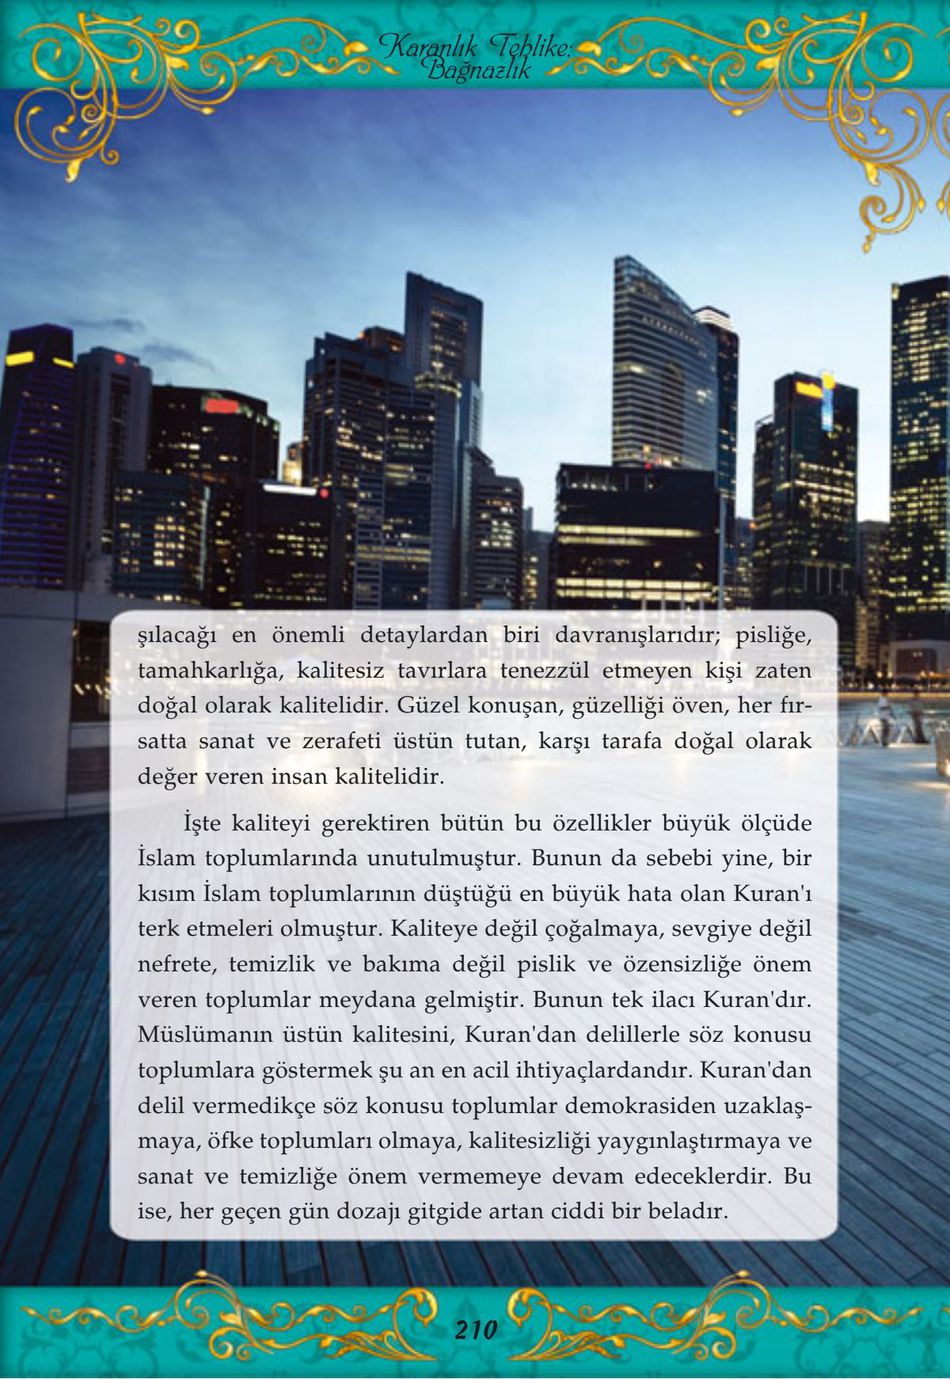 Karanlık Tehlike:
Bağnazlık
şılacağı en önemli detaylardan biri davranışlarıdır; pisliğe,
tamahkarlığa, kalitesiz tavırlara tenezzül etmeyen kişi zaten
doğal olarak kalitelidir. Güzel konuşan, güzelliği öven, her fır-
satta sanat ve zerafeti üstün tutan, karşı tarafa doğal olarak
değer veren insan kalitelidir.
İşte kaliteyi gerektiren bütün bu özellikler büyük ölçüde
İslam toplumlarında unutulmuştur. Bunun da sebebi yine, bir
kısım İslam toplumlarının düştüğü en büyük hata olan Kuran'ı
terk etmeleri olmuştur. Kaliteye değil çoğalmaya, sevgiye değil
nefrete, temizlik ve bakıma değil pislik ve özensizliğe önem
veren toplumlar meydana gelmiştir. Bunun tek ilacı Kuran'dır.
Müslümanın üstün kalitesini, Kuran'dan delillerle söz konusu
toplumlara göstermek şu an en acil ihtiyaçlardandır. Kuran'dan
delil vermedikçe söz konusu toplumlar demokrasiden uzaklaş-
maya, öfke toplumları olmaya, kalitesizliği yaygınlaştırmaya ve
sanat ve temizliğe önem vermemeye devam edeceklerdir. Bu
ise, her geçen gün dozajı gitgide artan ciddi bir beladır.
210